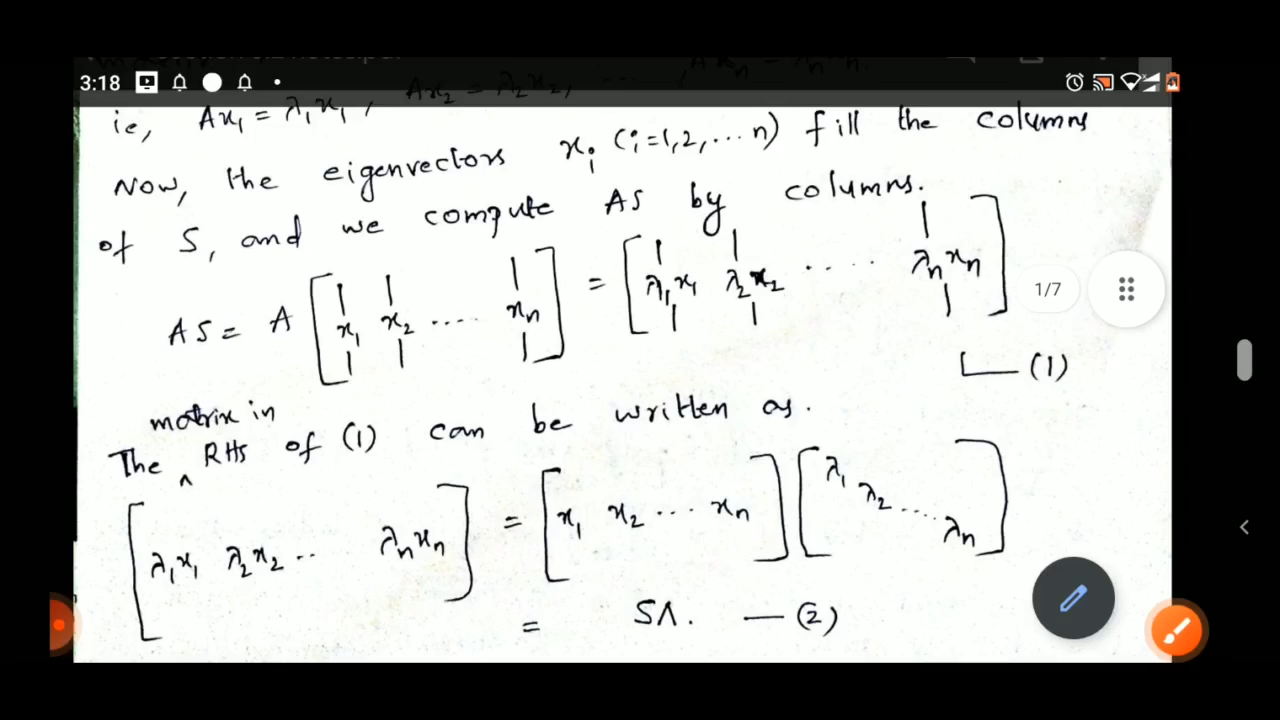 3:18
ie, Ax₁ = λ₁x₁, Ax₂ = λ₂x₂,
Now, the eigenvectors xᵢ (i=1,2,...n) fill the columns
of S, and we compute AS by columns.
AS = A [x₁ x₂ .... xₙ] = [λ₁x₁ λ₂x₂ ..... λₙxₙ]
1/7
(1)
The matrix in RHS of (1) can be written as.
[λ₁x₁ λ₂x₂ ... λₙxₙ] = [x₁ x₂ ... xₙ] [λ₁ λ₂ .... λₙ]
= SΛ. — (2)